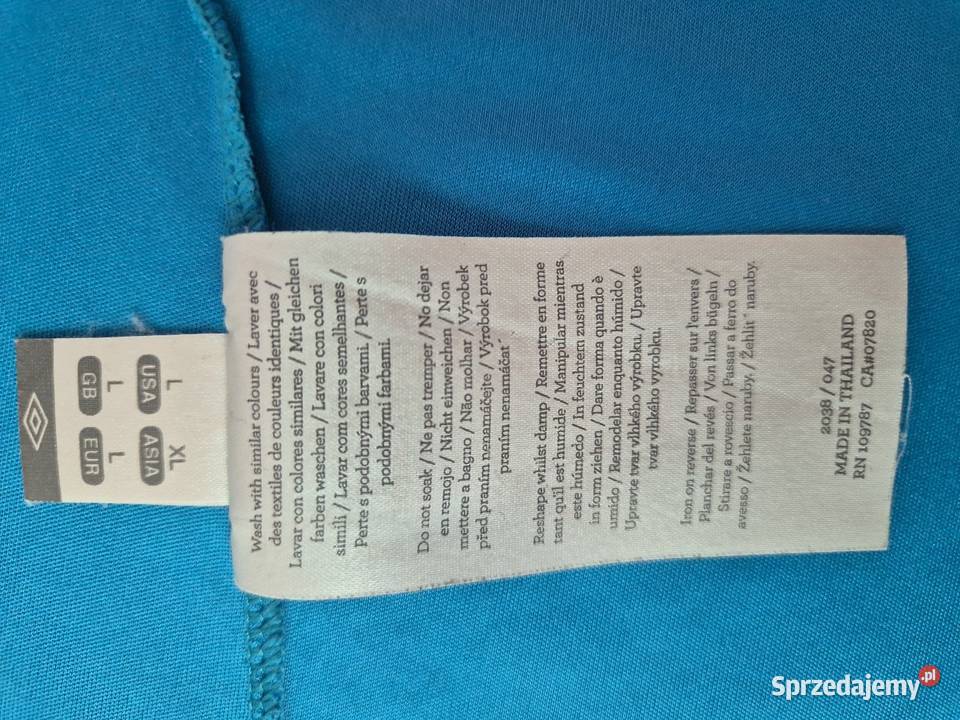 GB EUR
L L
USA ASIA
L XL
Wash with similar colours / Laver avec
des textiles de couleurs identiques /
Lavar con colores similares / Mit gleichen
farben waschen / Lavare con colori
simili / Lavar com cores semelhantes /
Perte s podobnými barvami. / Perte s
podobnými farbami.
Do not soak / Ne pas tremper / No dejar
en remojo / Nicht einweichen / Non
mettere a bagno / Não molhar / Výrobek
před praním nenamáčejte / Výrobok pred
praním nenamáčať
Reshape whilst damp / Remettre en forme
tant qu'il est humide / Manipular mientras
este húmedo / In feuchtem zustand
in form ziehen / Dare forma quando è
umido / Remodelar enquanto húmido /
Upravte tvar vlhkého výrobku. / Upravte
tvar vlhkého vyrobku.
Iron on reverse / Repasser sur l'envers /
Planchar del revés / Von links bügeln /
Stirare a rovescio / Passar a ferro do
avesso / Žehlete naruby. / Žehlit ́ naruby.
2038 / 047
MADE IN THAILAND
RN 109787 CA#07820
Sprzedajemy.pl